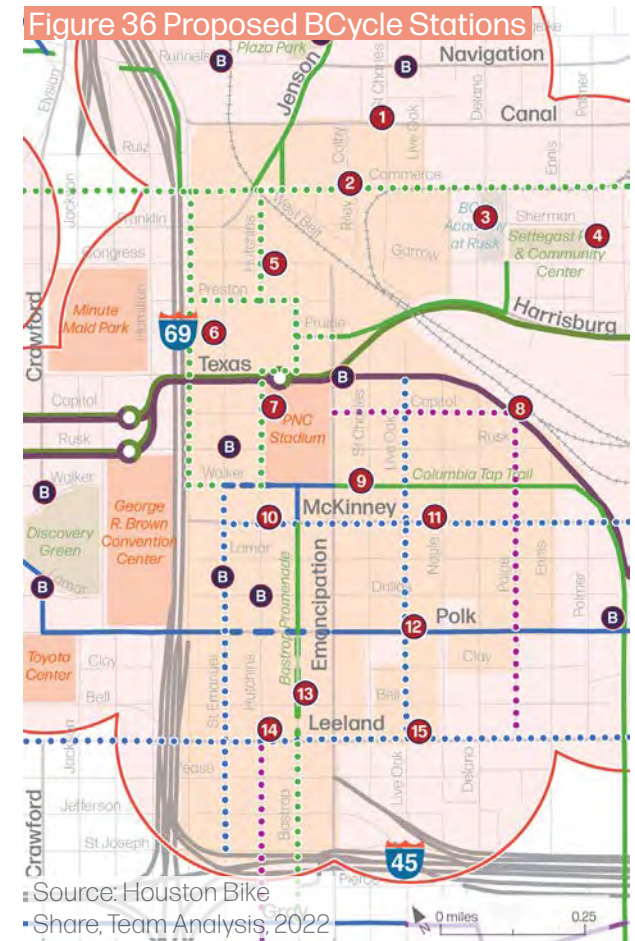 Figure 36 Proposed BCycle Stations
Runnels
Plaza Park
B
B
Navigation
Jenson
St Charles
Elysian
Delano
Palmer
1
Canal
Live Oak
Ruiz
Colby
Ennis
Commerce
2
Jackson
Franklin
West Belt
Riley
3
Sherman
4
at Rusk
Settegast
& Community
Center
Hutchins
Congress
Garrow
5
Hamilton
Preston
Minute
Maid Park
Crawford
69
6
Prairie
Harrisburg
Texas
B
Capitol
7
PNC
Stadium
St Charles
Live Oak
Capitol
8
Rusk
Rusk
B
Walker
Walker
B
9
Columbia Tap Trail
McKinney
George
R. Brown
Convention
Center
10
11
Discovery
Green
Lamar
Lamar
B
B
B
Bastrop Promenade
Emancipation
Dallas
Nagle
Paige
Ennis
Palmer
B
12
Polk
Toyota
Center
Clay
Clay
Bell
Bell
St Emanuel
Hutchins
13
14
Leeland
15
Jackson
Pease
Live Oak
Delano
Jefferson
Crawford
Bastrop
St Joseph
45
Pierce
Source: Houston Bike
Share, Team Analysis, 2022
Gray
N
0 miles
0.25